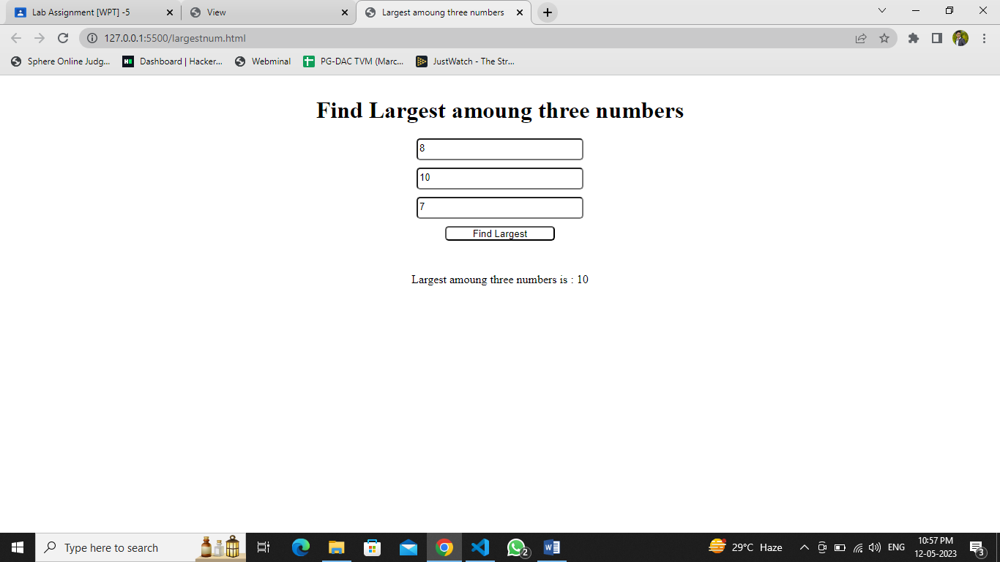 Lab Assignment [WPT] -5
View
Largest amoung three numbers
127.0.0.1:5500/largestnum.html
Sphere Online Judg...
Dashboard | Hacker...
Webminal
PG-DAC TVM (Marc...
JustWatch - The Str...
Find Largest amoung three numbers
8
10
7
Find Largest
Largest amoung three numbers is : 10
Type here to search
2
29°C Haze
ENG
10:57 PM
12-05-2023
3